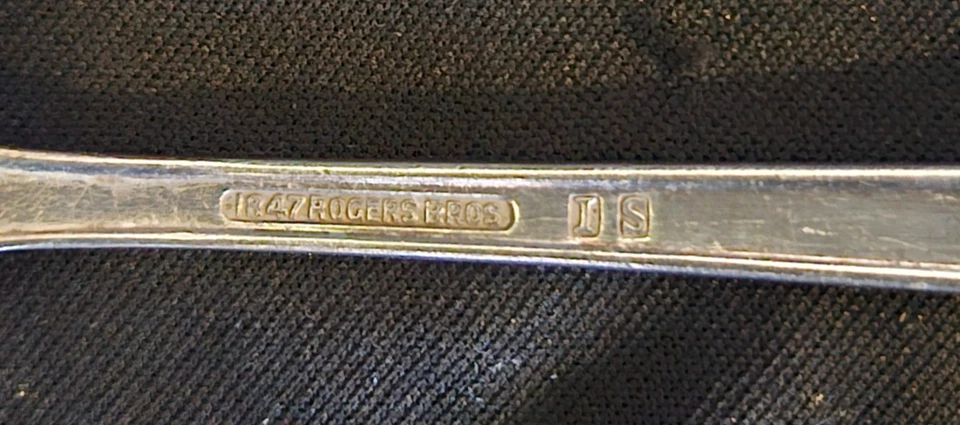 1847 ROGERS BROS. I S